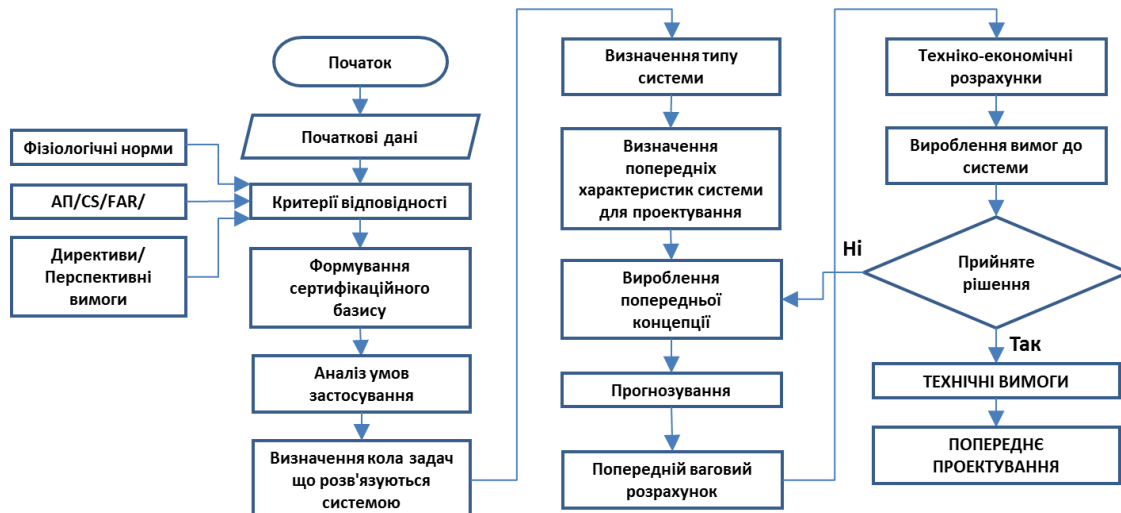 Початок
Початкові дані
Фізіологічні норми
АП/CS/FAR/
Директиви/
Перспективні
вимоги
Критерії відповідності
Формування
сертифікаційного
базису
Аналіз умов
застосування
Визначення кола задач
що розв'язуються
системою
Визначення типу
системи
Визначення
попередніх
характеристик системи
для проектування
Вироблення
попередньої
концепції
Прогнозування
Попередній ваговий
розрахунок
Техніко-економічні
розрахунки
Вироблення вимог до
системи
Прийняте
рішення
Ні
Так
ТЕХНІЧНІ ВИМОГИ
ПОПЕРЕДНЄ
ПРОЕКТУВАННЯ